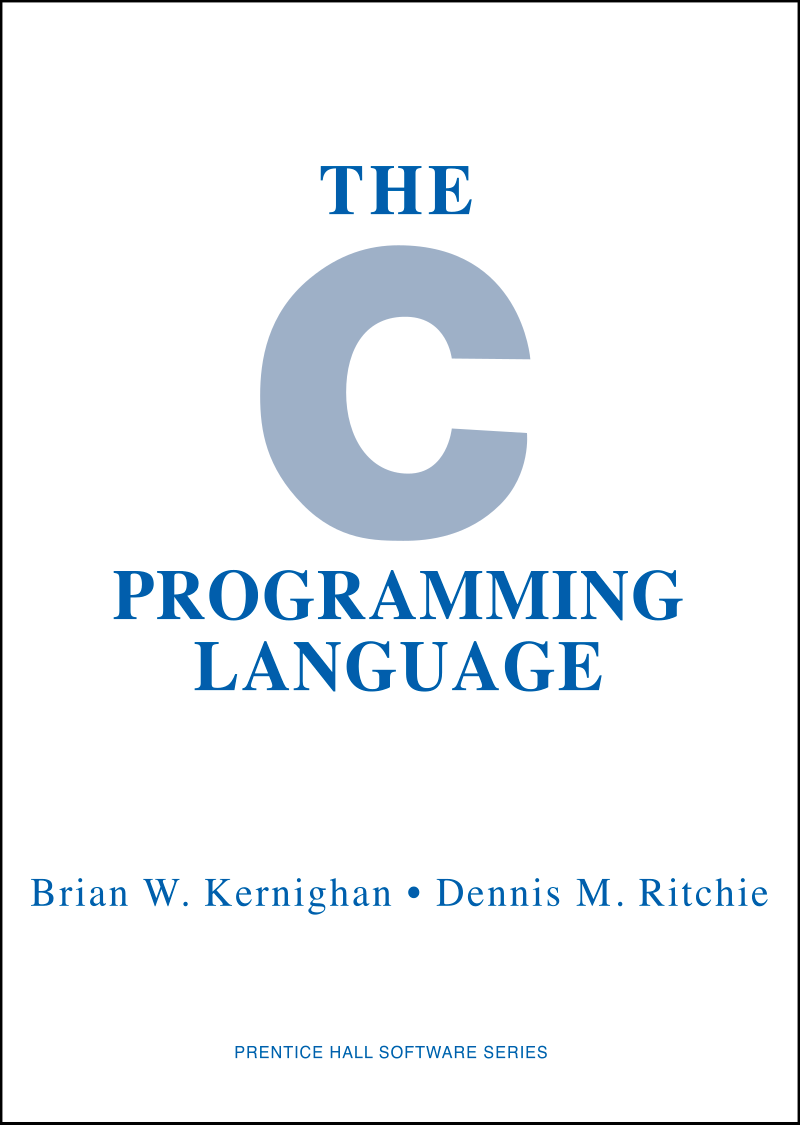 THE
C
PROGRAMMING
LANGUAGE
Brian W. Kernighan • Dennis M. Ritchie
PRENTICE HALL SOFTWARE SERIES